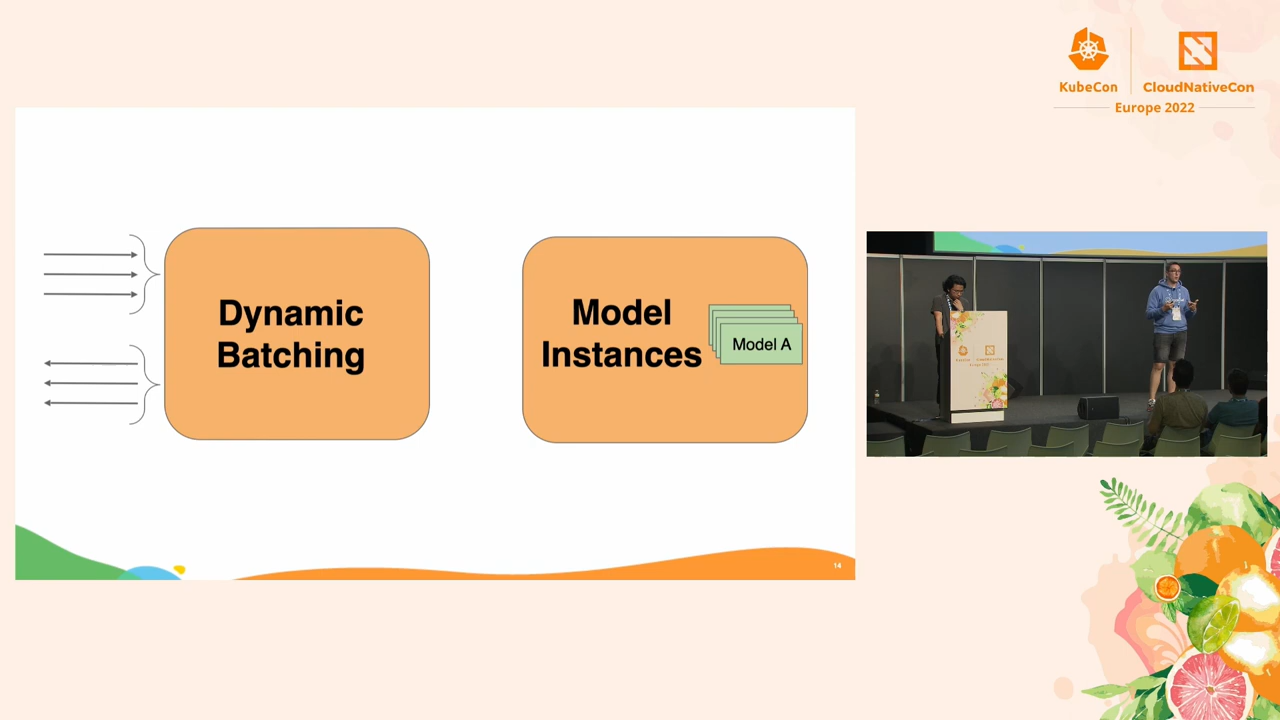 KubeCon
CloudNativeCon
Europe 2022
Dynamic
Batching
Model
Instances
Model A
14